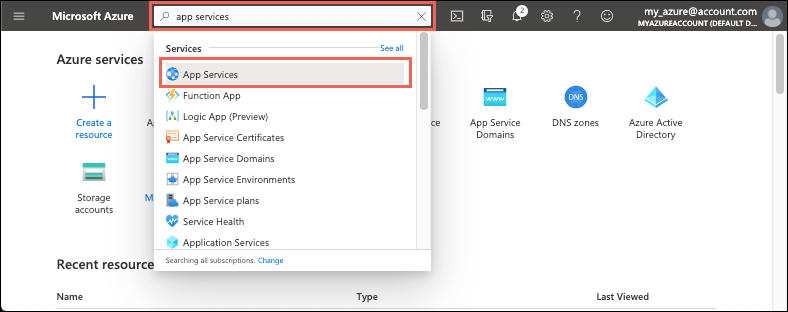 Microsoft Azure
app services
2
my_azure@account.com
MYAZUREACCOUNT (DEFAULT D...
Azure services
Services
See all
App Services
Function App
Logic App (Preview)
App Service Certificates
App Service Domains
App Service Environments
App Service plans
Service Health
Application Services
Searching all subscriptions. Change
Create a
resource
Ap
ce
App Service
Domains
DNS
DNS zones
Azure Active
Directory
www
Storage
accounts
M
Recent resource
Name
Type
Last Viewed